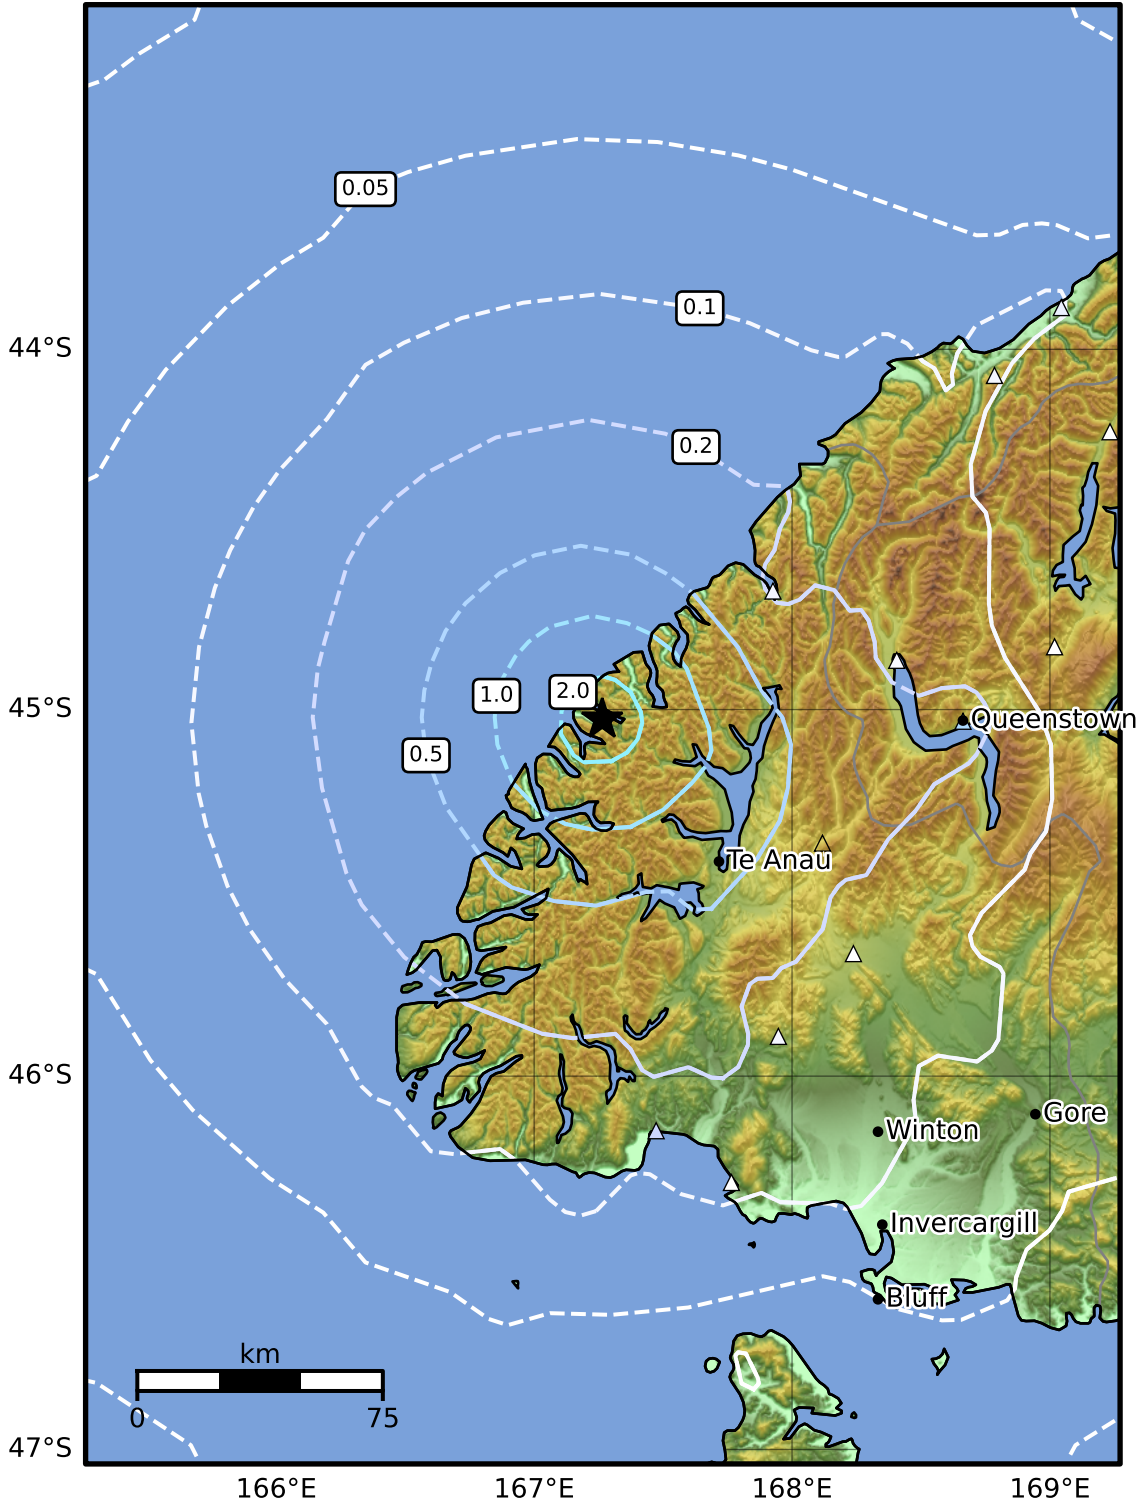 0.05
0.1
44°S
0.2
1.0
2.0
45°S
Queenstown
0.5
Te Anau
46°S
Gore
Winton
Invercargill
Bluff
km
0
75
47°S
166°E
167°E
168°E
169°E